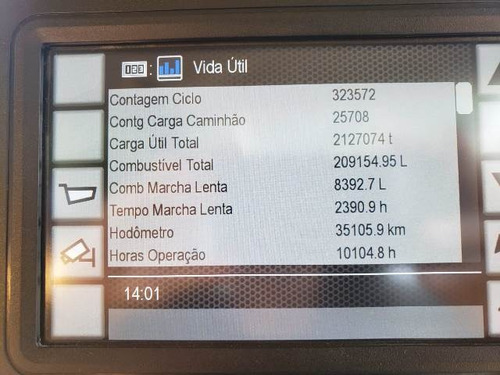 123: Vida Útil
Contagem Ciclo 323572
Contg Carga Caminhão 25708
Carga Útil Total 2127074 t
Combustível Total 209154.95 L
Comb Marcha Lenta 8392.7 L
Tempo Marcha Lenta 2390.9 h
Hodômetro 35105.9 km
Horas Operação 10104.8 h
14:01